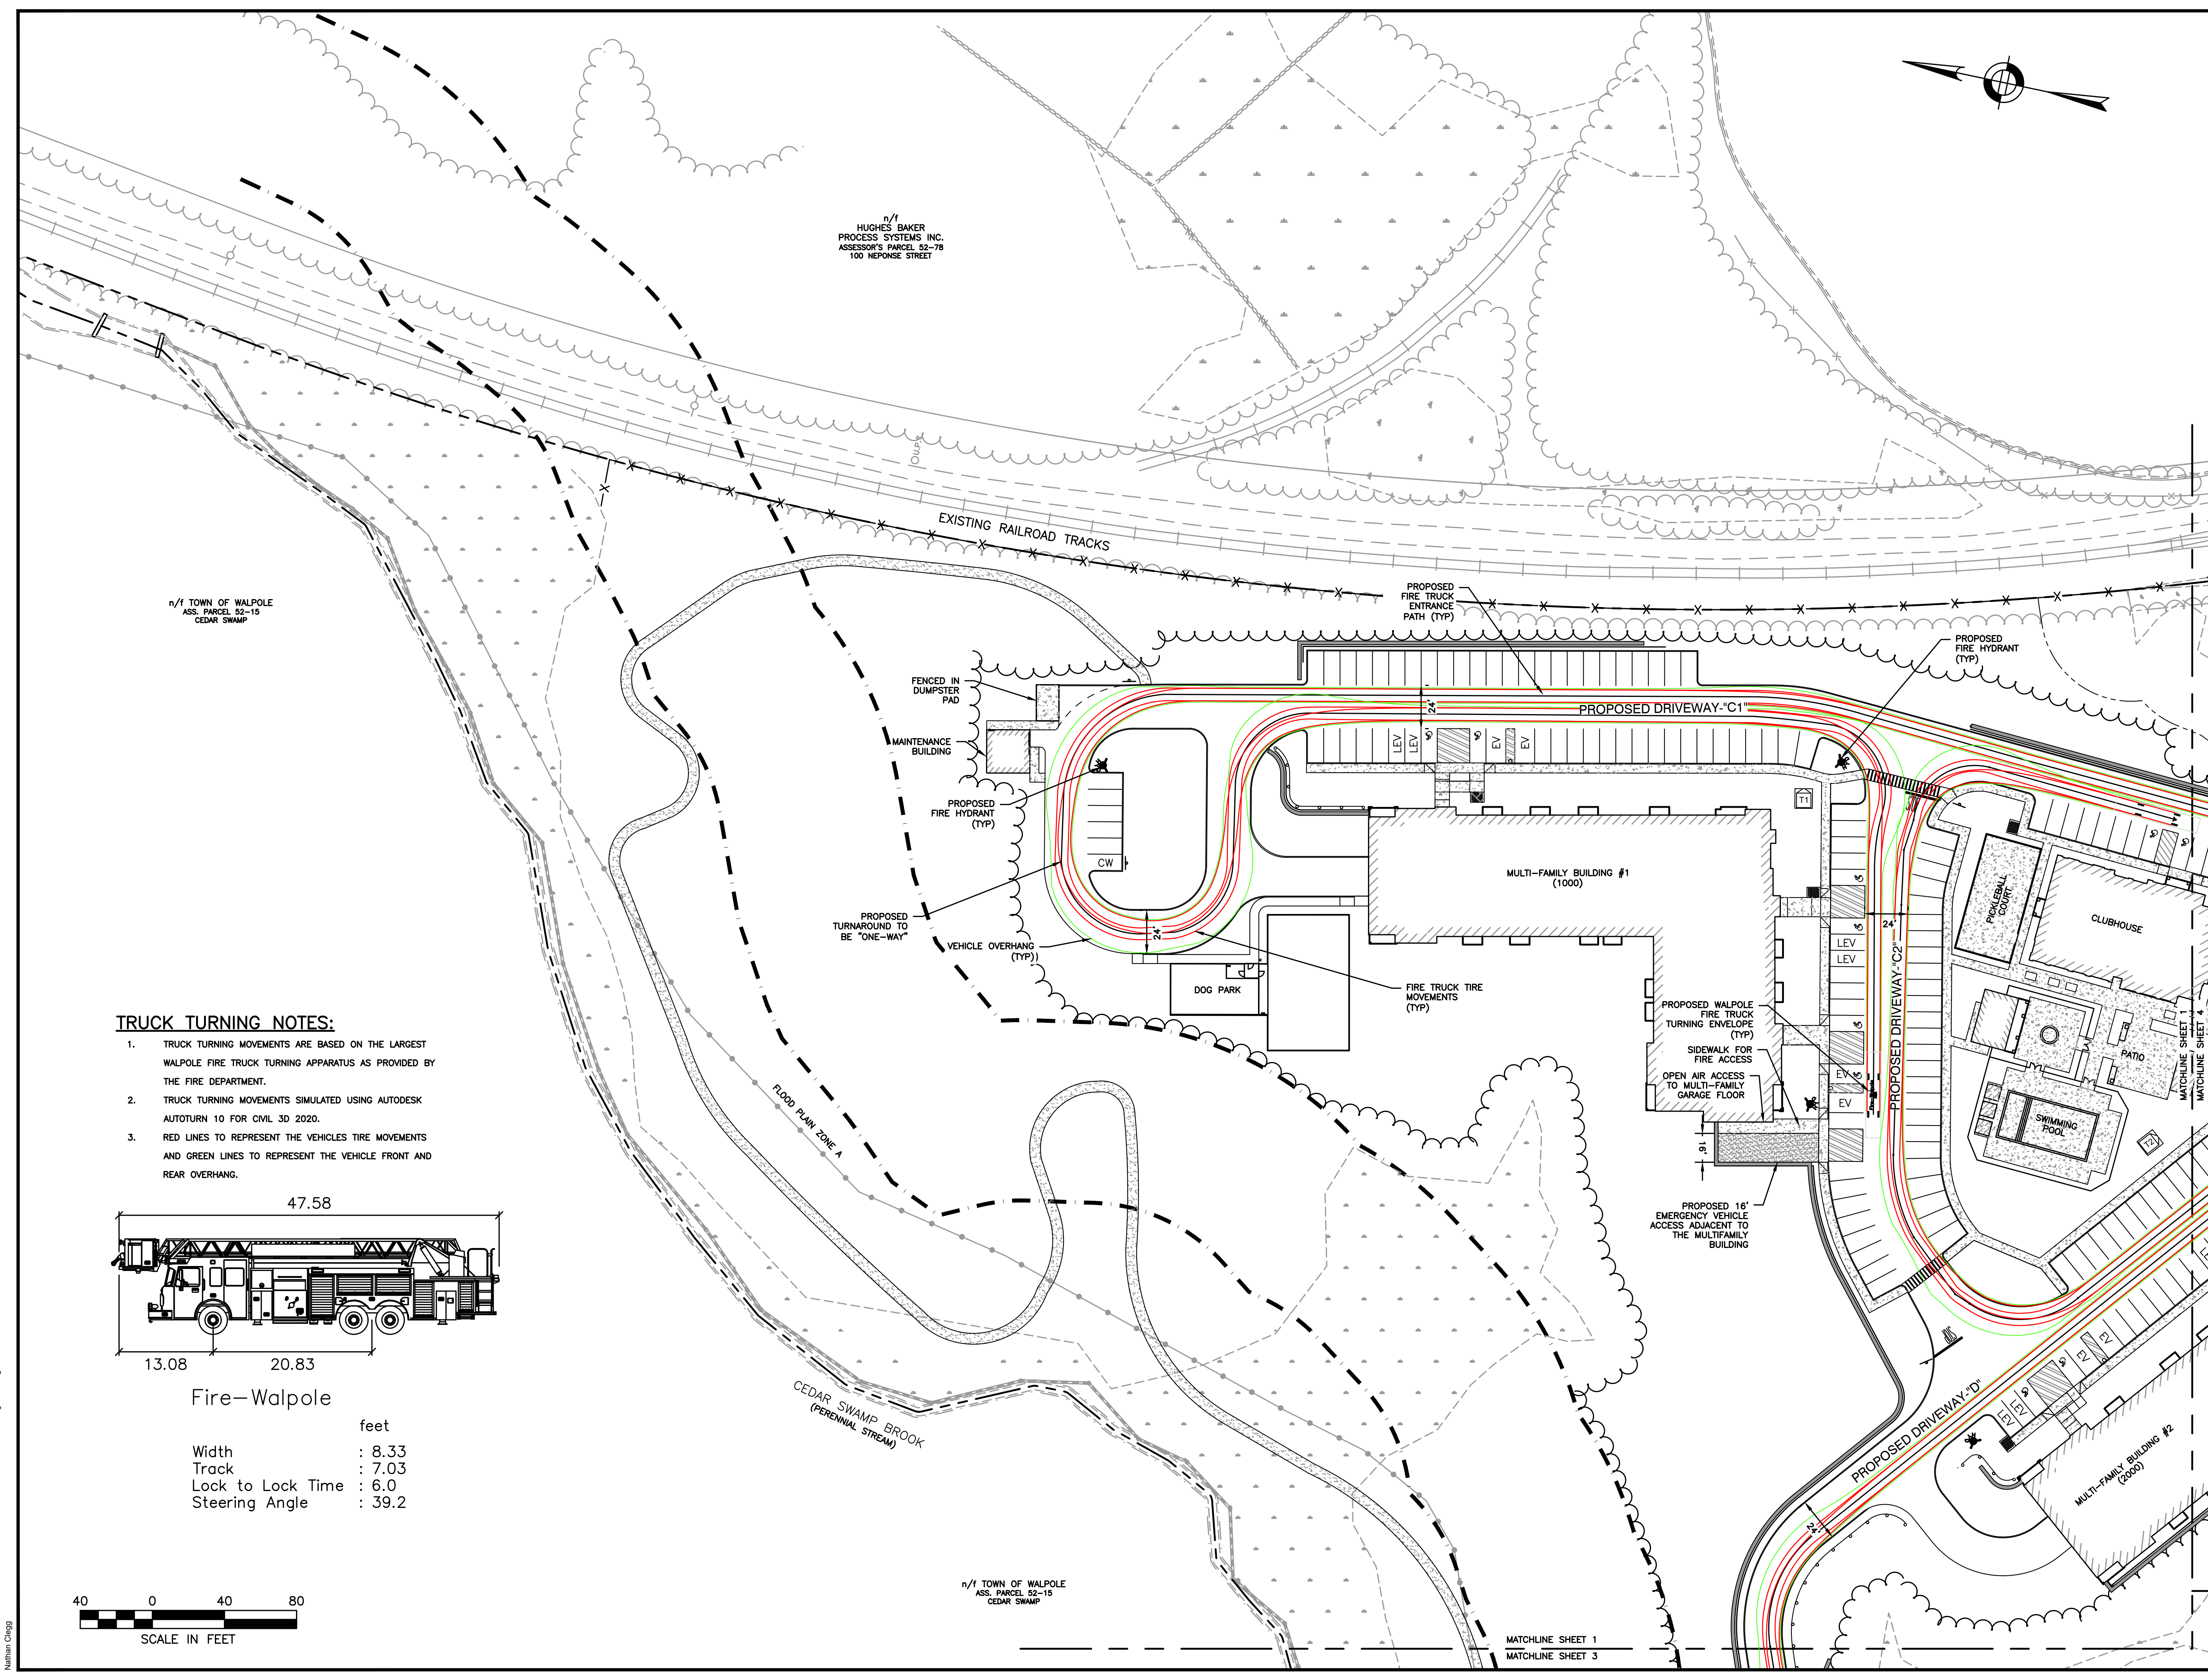 n/f
HUGHES BAKER
PROCESS SYSTEMS INC.
ASSESSOR'S PARCEL 52-78
100 NEPONSE STREET
U.P.
EXISTING RAILROAD TRACKS
n/f TOWN OF WALPOLE
ASS. PARCEL 52-15
CEDAR SWAMP
PROPOSED
FIRE TRUCK
ENTRANCE
PATH (TYP)
PROPOSED
FIRE HYDRANT
(TYP)
FENCED IN
DUMPSTER
PAD
24'
PROPOSED DRIVEWAY-"C1"
MAINTENANCE
BUILDING
LEV
LEV
EV
EV
PROPOSED
FIRE HYDRANT
(TYP)
T1
CW
MULTI-FAMILY BUILDING #1
(1000)
PICKLEBALL
COURT
CLUBHOUSE
PROPOSED
TURNAROUND TO
BE "ONE-WAY"
24'
24'
VEHICLE OVERHANG
(TYP)
LEV
LEV
PROPOSED DRIVEWAY-"C2"
DOG PARK
FIRE TRUCK TIRE
MOVEMENTS
(TYP)
PROPOSED WALPOLE
FIRE TRUCK
TURNING ENVELOPE
(TYP)
SIDEWALK FOR
FIRE ACCESS
OPEN AIR ACCESS
TO MULTI-FAMILY
GARAGE FLOOR
EV
EV
PATIO
SWIMMING
POOL
T2
MATCHLINE SHEET 1
MATCHLINE SHEET 4
16'
PROPOSED 16'
EMERGENCY VEHICLE
ACCESS ADJACENT TO
THE MULTIFAMILY
BUILDING
TRUCK TURNING NOTES:
1. TRUCK TURNING MOVEMENTS ARE BASED ON THE LARGEST
WALPOLE FIRE TRUCK TURNING APPARATUS AS PROVIDED BY
THE FIRE DEPARTMENT.
2. TRUCK TURNING MOVEMENTS SIMULATED USING AUTODESK
AUTOTURN 10 FOR CIVIL 3D 2020.
3. RED LINES TO REPRESENT THE VEHICLES TIRE MOVEMENTS
AND GREEN LINES TO REPRESENT THE VEHICLE FRONT AND
REAR OVERHANG.
FLOOD PLAIN ZONE A
47.58
13.08
20.83
Fire-Walpole
feet
Width : 8.33
Track : 7.03
Lock to Lock Time : 6.0
Steering Angle : 39.2
CEDAR SWAMP BROOK
(PERENNIAL STREAM)
EV
EV
LEV
LEV
PROPOSED DRIVEWAY-"D"
24'
MULTI-FAMILY BUILDING #2
(2000)
n/f TOWN OF WALPOLE
ASS. PARCEL 52-15
CEDAR SWAMP
40 0 40 80
SCALE IN FEET
MATCHLINE SHEET 1
MATCHLINE SHEET 3
Nathan Clegg